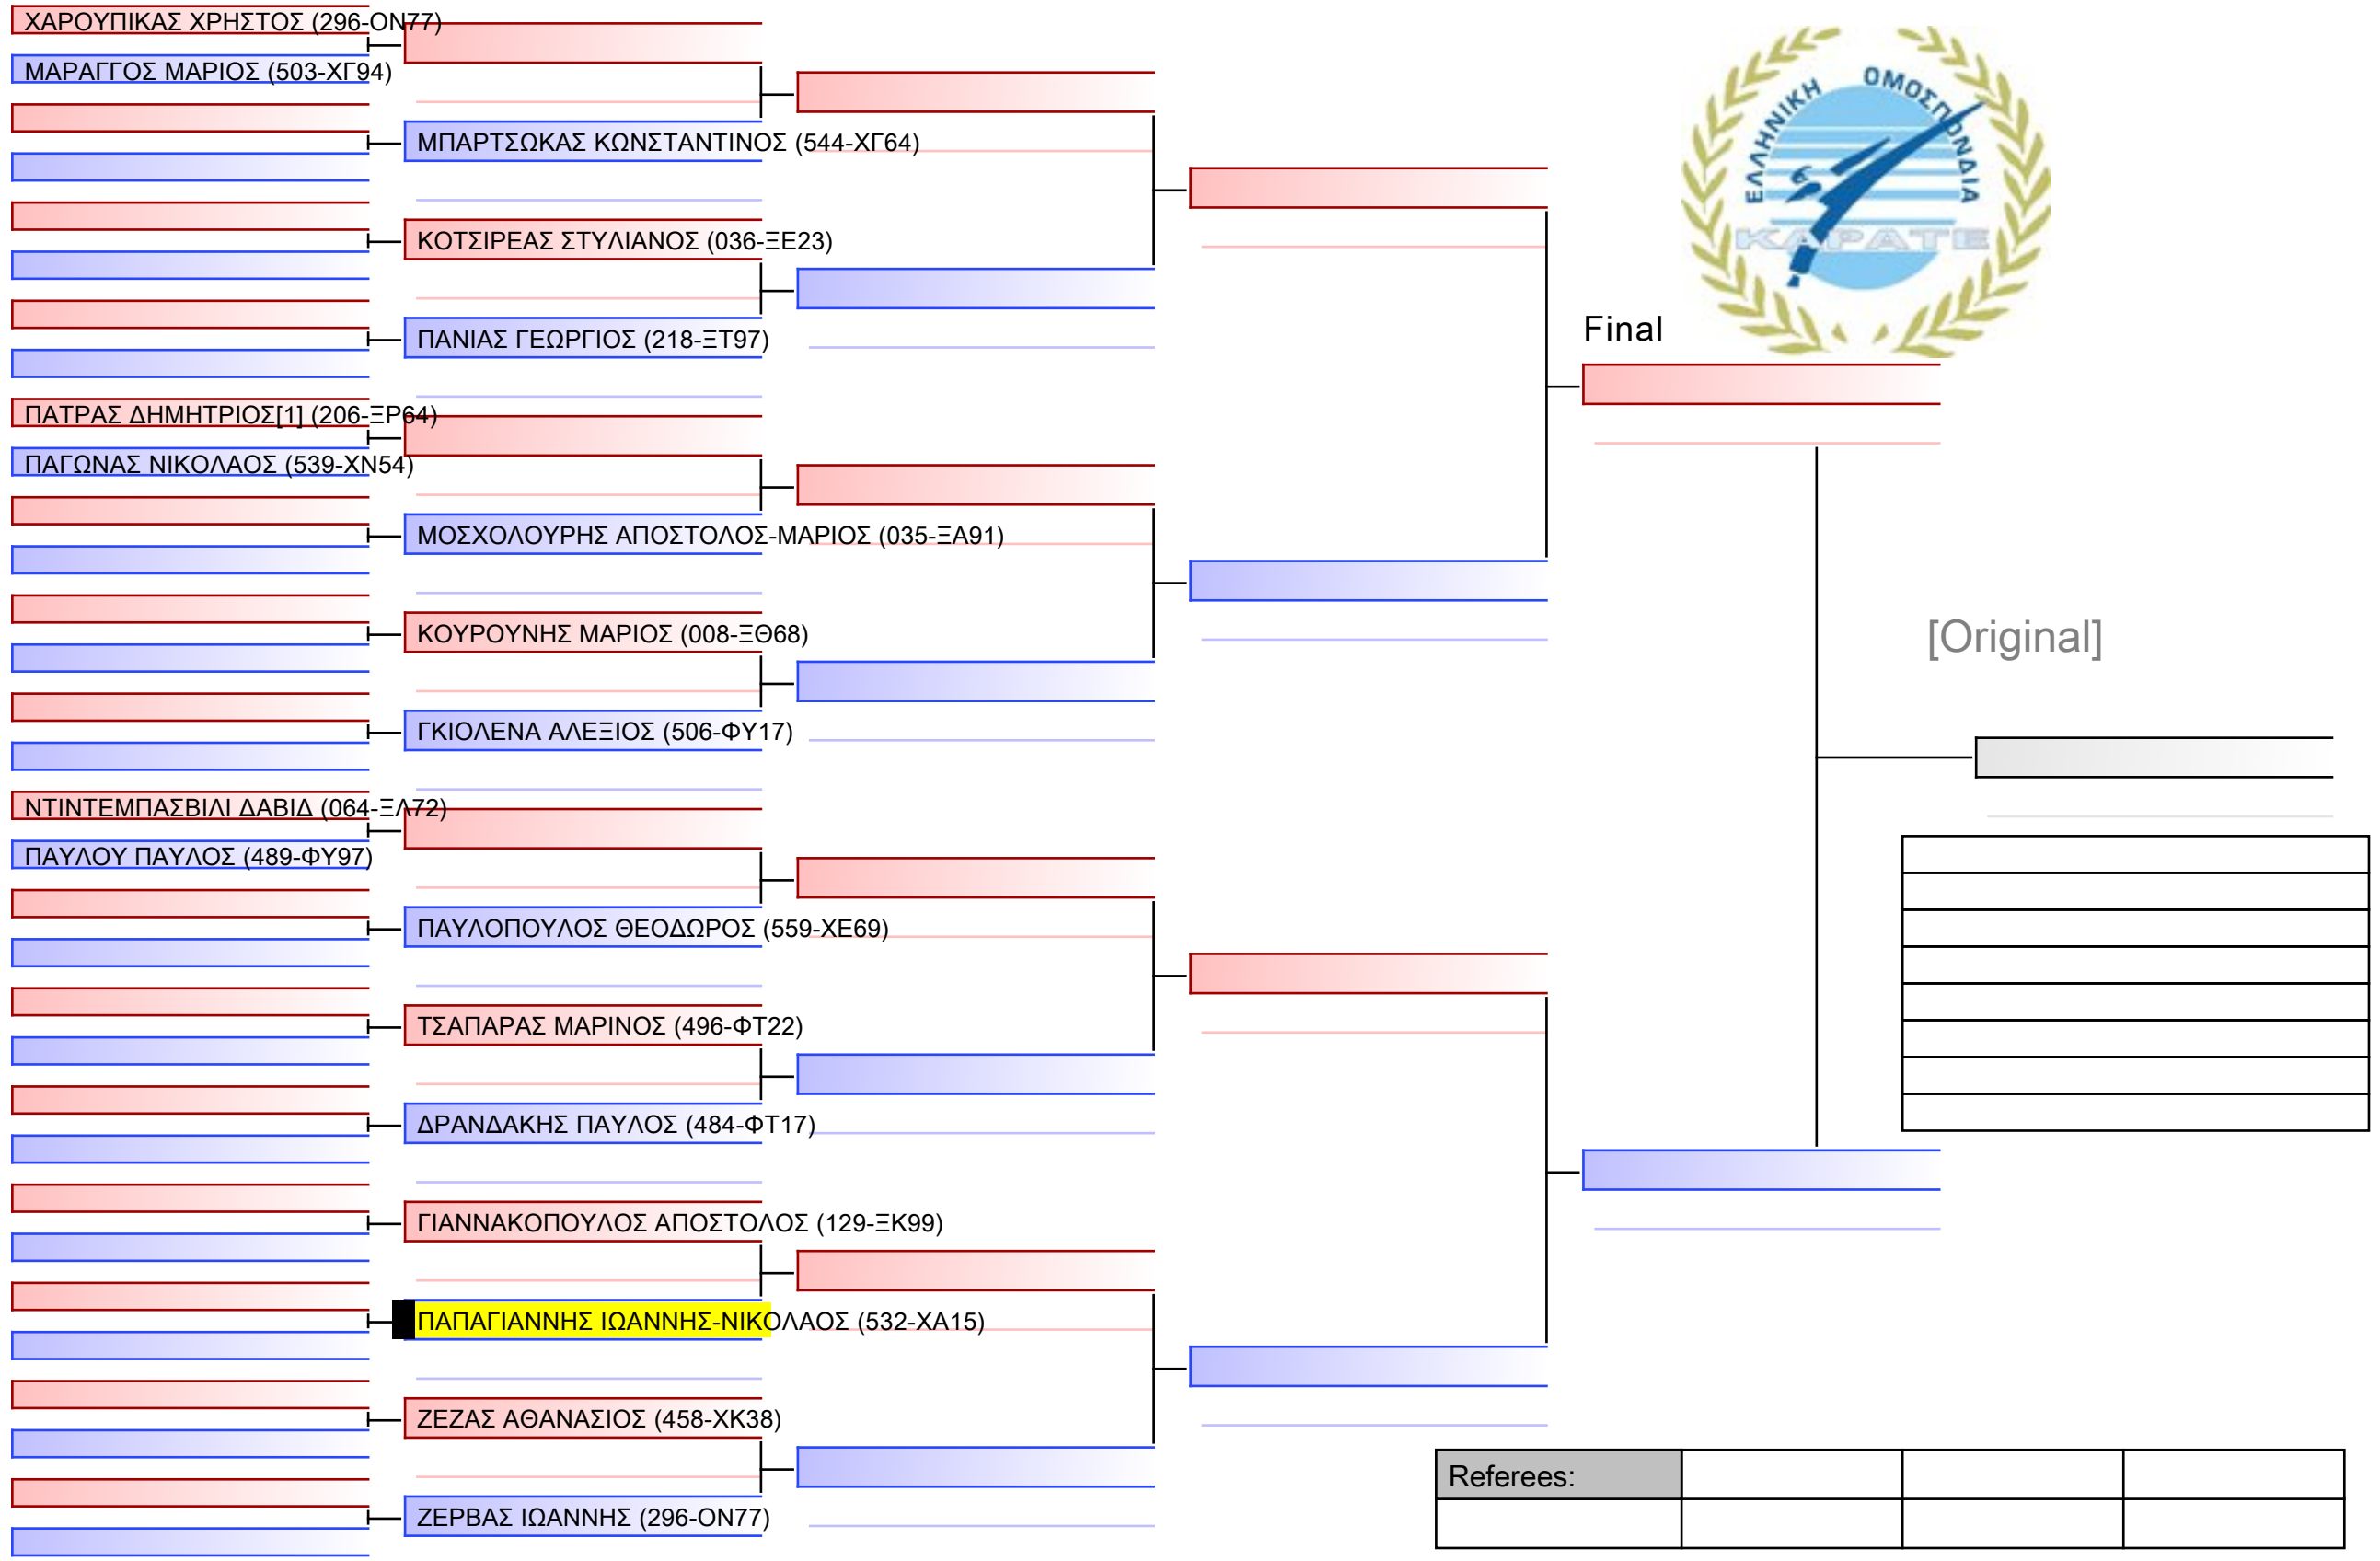 ΧΑΡΟΥΠΙΚΑΣ ΧΡΗΣΤΟΣ (296-ΟΝ77)
ΜΑΡΑΓΓΟΣ ΜΑΡΙΟΣ (503-ΧΓ94)
ΜΠΑΡΤΣΩΚΑΣ ΚΩΝΣΤΑΝΤΙΝΟΣ (544-ΧΓ64)
ΚΟΤΣΙΡΕΑΣ ΣΤΥΛΙΑΝΟΣ (036-ΞΕ23)
ΠΑΝΙΑΣ ΓΕΩΡΓΙΟΣ (218-ΞΤ97)
ΠΑΤΡΑΣ ΔΗΜΗΤΡΙΟΣ[1] (206-ΞΡ64)
ΠΑΓΩΝΑΣ ΝΙΚΟΛΑΟΣ (539-ΧΝ54)
ΜΟΣΧΟΛΟΥΡΗΣ ΑΠΟΣΤΟΛΟΣ-ΜΑΡΙΟΣ (035-ΞΑ91)
ΚΟΥΡΟΥΝΗΣ ΜΑΡΙΟΣ (008-ΞΘ68)
ΓΚΙΟΛΕΝΑ ΑΛΕΞΙΟΣ (506-ΦΥ17)
ΝΤΙΝΤΕΜΠΑΣΒΙΛΙ ΔΑΒΙΔ (064-ΞΛ72)
ΠΑΥΛΟΥ ΠΑΥΛΟΣ (489-ΦΥ97)
ΠΑΥΛΟΠΟΥΛΟΣ ΘΕΟΔΩΡΟΣ (559-ΧΕ69)
ΤΣΑΠΑΡΑΣ ΜΑΡΙΝΟΣ (496-ΦΤ22)
ΔΡΑΝΔΑΚΗΣ ΠΑΥΛΟΣ (484-ΦΤ17)
ΓΙΑΝΝΑΚΟΠΟΥΛΟΣ ΑΠΟΣΤΟΛΟΣ (129-ΞΚ99)
ΠΑΠΑΓΙΑΝΝΗΣ ΙΩΑΝΝΗΣ-ΝΙΚΟΛΑΟΣ (532-ΧΑ15)
ΖΕΖΑΣ ΑΘΑΝΑΣΙΟΣ (458-ΧΚ38)
ΖΕΡΒΑΣ ΙΩΑΝΝΗΣ (296-ΟΝ77)
ΕΛΛΗΝΙΚΗ ΟΜΟΣΠΟΝΔΙΑ
ΚΑΡΑΤΕ
Final
[Original]
Referees: